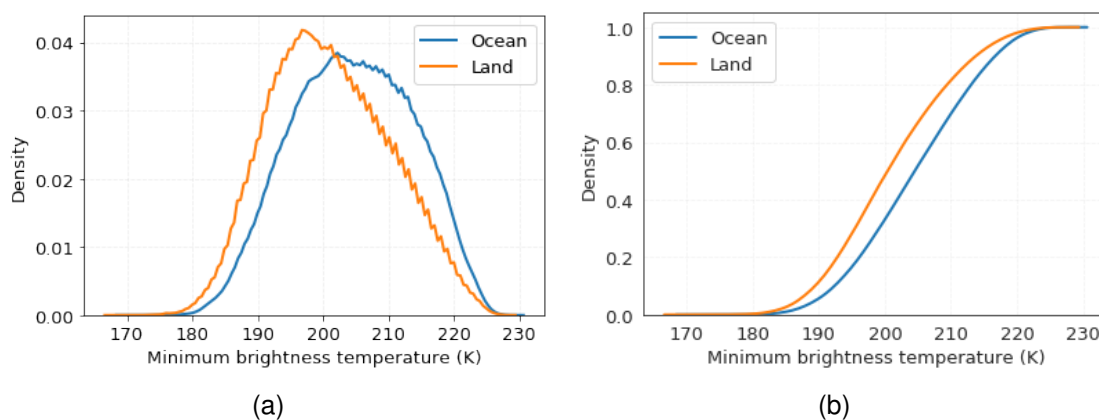 0.04
0.03
0.02
0.01
0.00
Density
170 180 190 200 210 220 230
Minimum brightness temperature (K)
Ocean
Land
(a)
1.0
0.8
0.6
0.4
0.2
0.0
Density
170 180 190 200 210 220 230
Minimum brightness temperature (K)
Ocean
Land
(b)